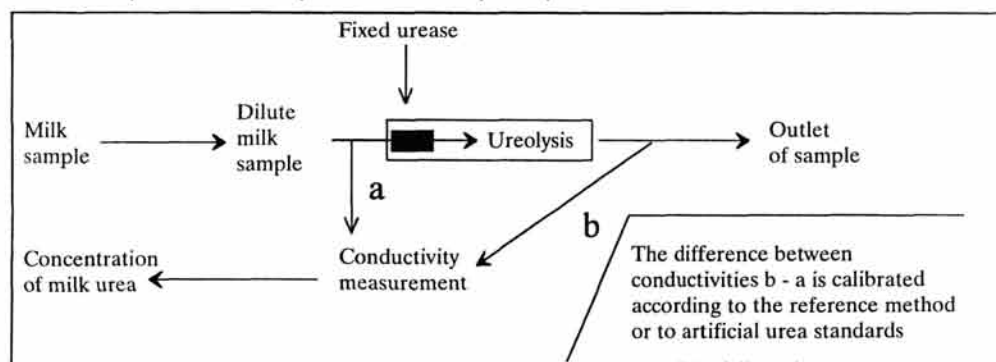 Fixed urease
Milk
sample
Dilute
milk
sample
Ureolysis
Outlet
of sample
a
b
Concentration
of milk urea
Conductivity
measurement
The difference between
conductivities b - a is calibrated
according to the reference method
or to artificial urea standards